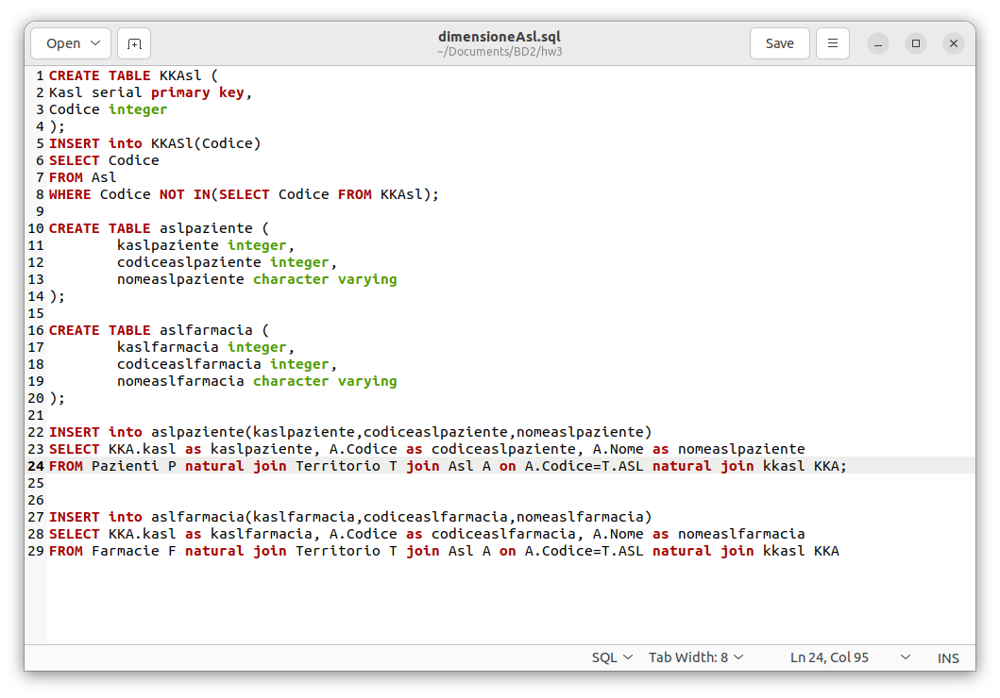 Open
dimensioneAsl.sql
~/Documents/BD2/hw3
Save
1 CREATE TABLE KKAsl (
2 Kasl serial primary key,
3 Codice integer
4 );
5 INSERT into KKASl(Codice)
6 SELECT Codice
7 FROM Asl
8 WHERE Codice NOT IN(SELECT Codice FROM KKAsl);
9
10 CREATE TABLE aslpaziente (
11         kaslpaziente integer,
12         codiceaslpaziente integer,
13         nomeaslpaziente character varying
14 );
15
16 CREATE TABLE aslfarmacia (
17         kaslfarmacia integer,
18         codiceaslfarmacia integer,
19         nomeaslfarmacia character varying
20 );
21
22 INSERT into aslpaziente(kaslpaziente,codiceaslpaziente,nomeaslpaziente)
23 SELECT KKA.kasl as kaslpaziente, A.Codice as codiceaslpaziente, A.Nome as nomeaslpaziente
24 FROM Pazienti P natural join Territorio T join Asl A on A.Codice=T.ASL natural join kkasl KKA;
25
26
27 INSERT into aslfarmacia(kaslfarmacia,codiceaslfarmacia,nomeaslfarmacia)
28 SELECT KKA.kasl as kaslfarmacia, A.Codice as codiceaslfarmacia, A.Nome as nomeaslfarmacia
29 FROM Farmacie F natural join Territorio T join Asl A on A.Codice=T.ASL natural join kkasl KKA
SQL Tab Width: 8 Ln 24, Col 95 INS